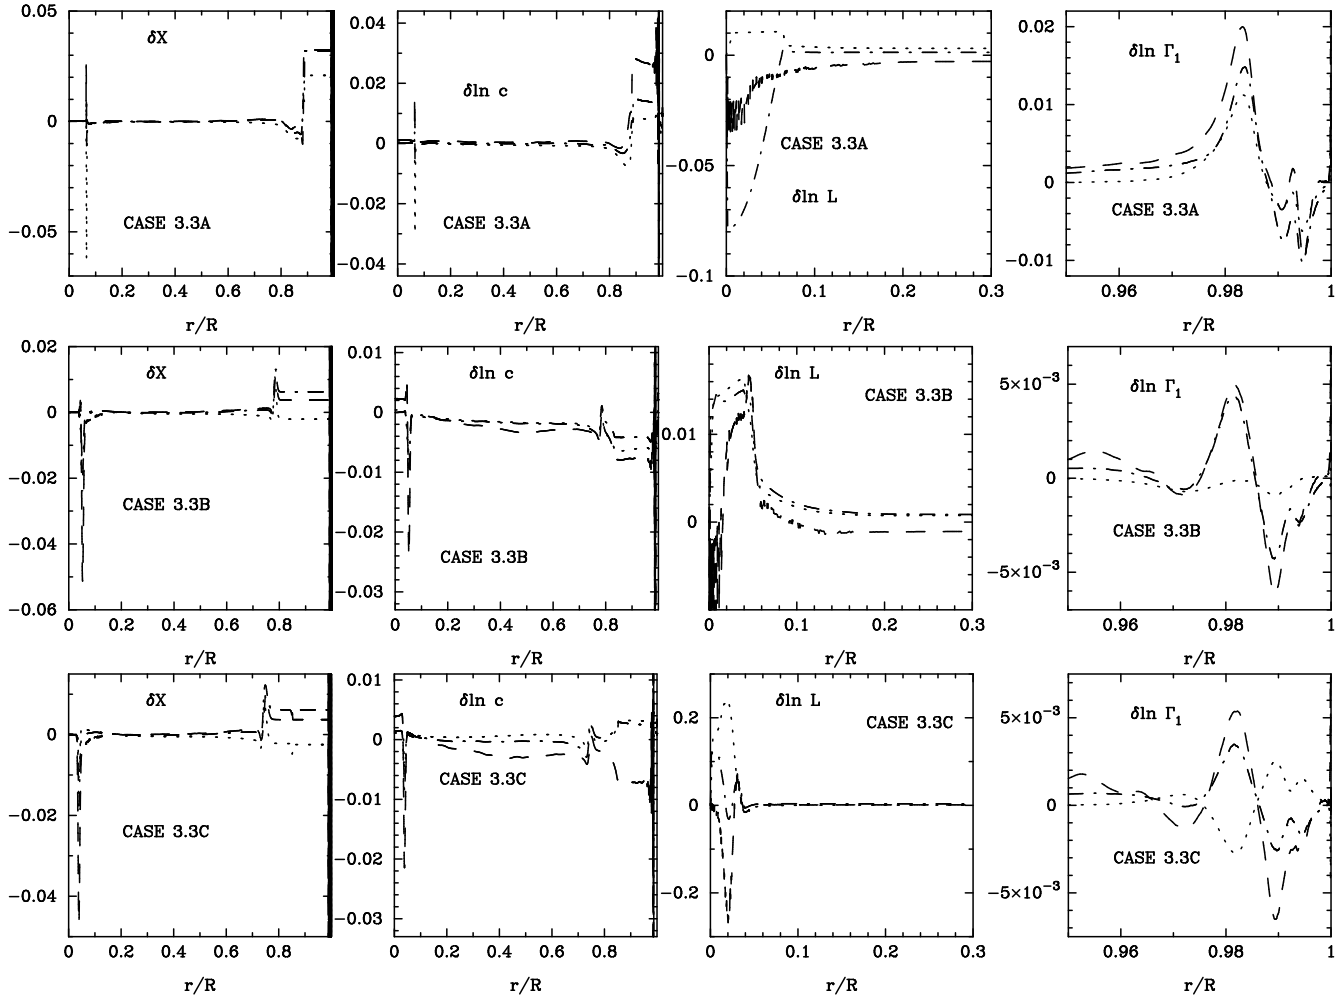 δX
CASE 3.3A
0
−0.05
0 0.2 0.4 0.6 0.8 1
r/R
0.04
0.02
0
−0.02
−0.04
δln c
CASE 3.3A
0 0.2 0.4 0.6 0.8 1
r/R
0
−0.05
−0.1
CASE 3.3A
δln L
0 0.1 0.2 0.3
r/R
0.02
0.01
0
−0.01
δln Γ₁
CASE 3.3A
0.96 0.98 1
r/R
0.02
0
−0.02
−0.04
−0.06
δX
CASE 3.3B
0 0.2 0.4 0.6 0.8 1
r/R
0.01
0
−0.01
−0.02
−0.03
δln c
CASE 3.3B
0 0.2 0.4 0.6 0.8 1
r/R
0.01
0
δln L
CASE 3.3B
0 0.1 0.2 0.3
r/R
5×10⁻³
0
−5×10⁻³
δln Γ₁
CASE 3.3B
0.96 0.98 1
r/R
0
−0.02
−0.04
δX
CASE 3.3C
0 0.2 0.4 0.6 0.8 1
r/R
0.01
0
−0.01
−0.02
−0.03
δln c
CASE 3.3C
0 0.2 0.4 0.6 0.8 1
r/R
0.2
0
−0.2
δln L
CASE 3.3C
0 0.1 0.2 0.3
r/R
5×10⁻³
0
−5×10⁻³
δln Γ₁
CASE 3.3C
0.96 0.98 1
r/R